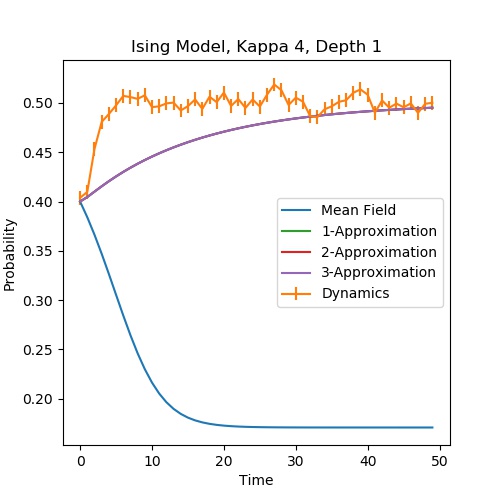 Ising Model, Kappa 4, Depth 1
Probability
0.50
0.45
0.40
0.35
0.30
0.25
0.20
Mean Field
1-Approximation
2-Approximation
3-Approximation
Dynamics
0 10 20 30 40 50
Time